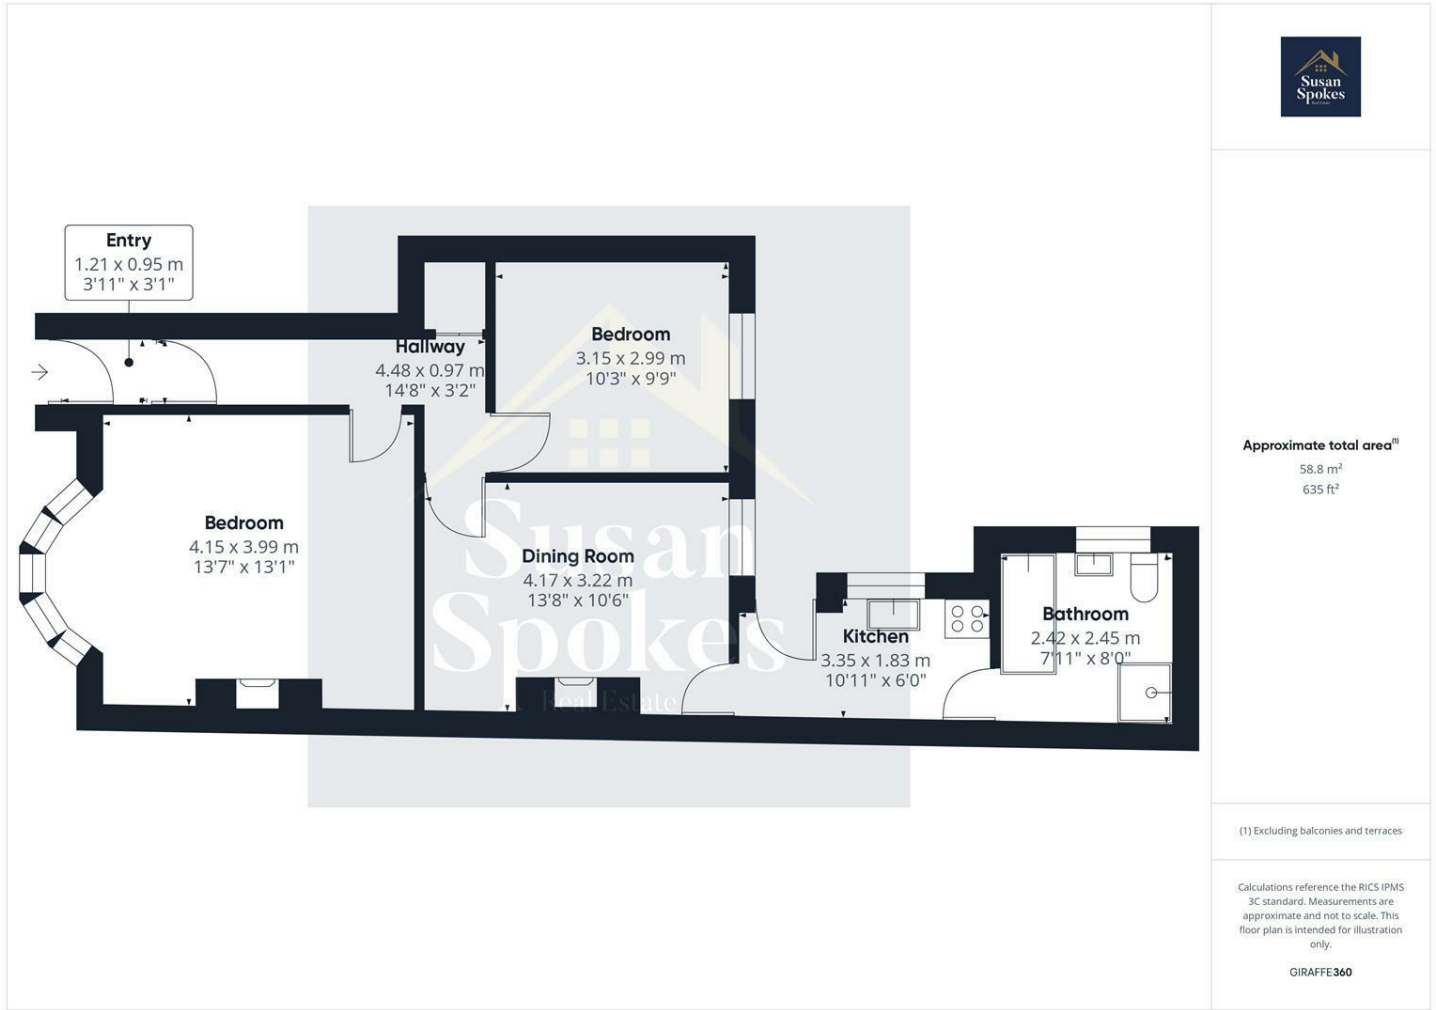 Susan
Spokes
Real Estate
Entry
1.21 x 0.95 m
3'11" x 3'1"
Hallway
4.48 x 0.97 m
14'8" x 3'2"
Bedroom
3.15 x 2.99 m
10'3" x 9'9"
Bedroom
4.15 x 3.99 m
13'7" x 13'1"
Dining Room
4.17 x 3.22 m
13'8" x 10'6"
Kitchen
3.35 x 1.83 m
10'11" x 6'0"
Bathroom
2.42 x 2.45 m
7'11" x 8'0"
Susan
Spokes
Real Estate
Approximate total area(1)
58.8 m²
635 ft²
(1) Excluding balconies and terraces
Calculations reference the RICS IPMS
3C standard. Measurements are
approximate and not to scale. This
floor plan is intended for illustration
only.
GIRAFFE360